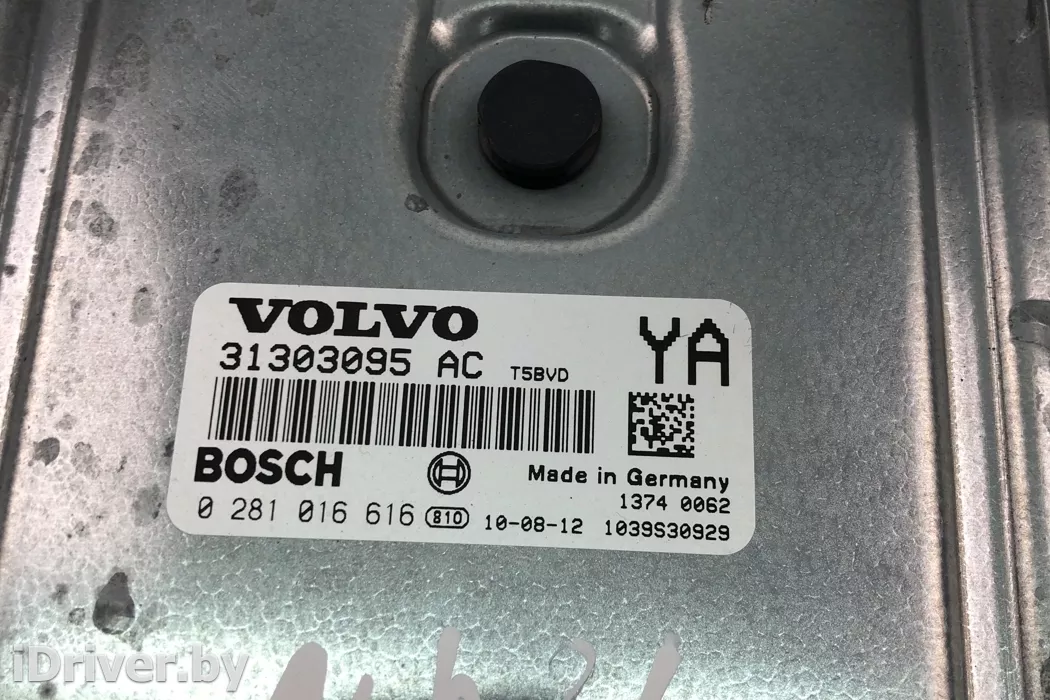 VOLVO
YA
31303095 AC T5BVD
BOSCH
Made in Germany
1374 0062
0 281 016 616 810 10-08-12 1039S30929
iDriver.by